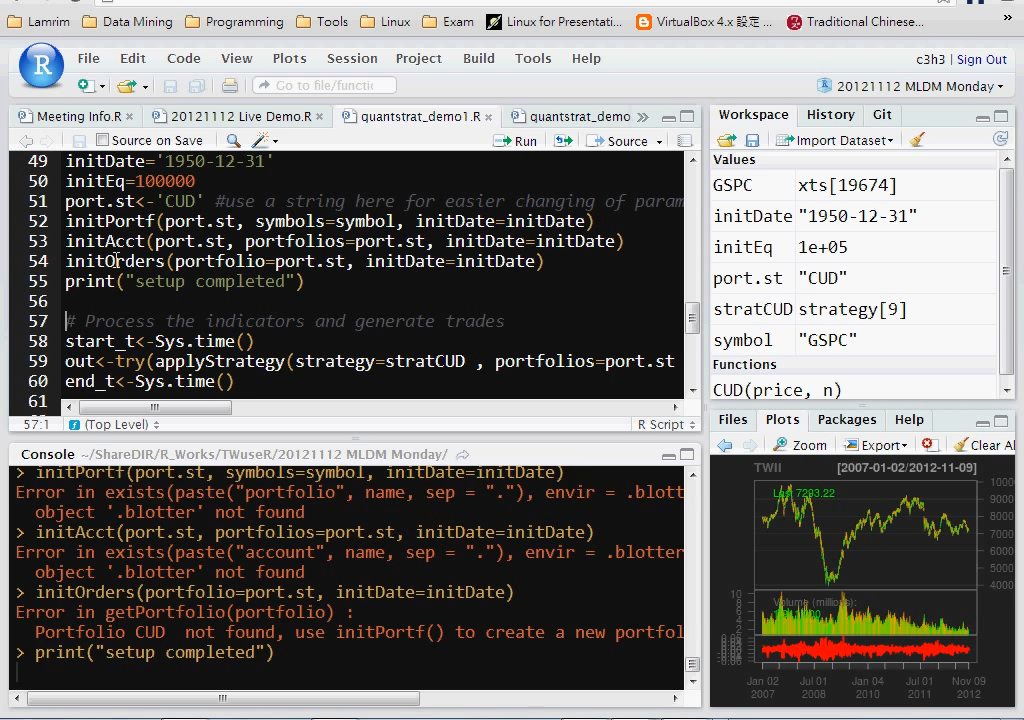 Lamrim Data Mining Programming Tools Linux Exam Linux for Presentati... VirtualBox 4.x 設定 ... Traditional Chinese... »
R File Edit Code View Plots Session Project Build Tools Help c3h3 | Sign Out
Go to file/functic R 20121112 MLDM Monday
Meeting Info.R × 20121112 Live Demo.R × quantstrat_demo1.R × quantstrat_demo »
Source on Save Run Source
49 initDate='1950-12-31'
50 initEq=100000
51 port.st<-'CUD' #use a string here for easier changing of param
52 initPortf(port.st, symbols=symbol, initDate=initDate)
53 initAcct(port.st, portfolios=port.st, initDate=initDate)
54 initOrders(portfolio=port.st, initDate=initDate)
55 print("setup completed")
56
57 # Process the indicators and generate trades
58 start_t<-Sys.time()
59 out<-try(applyStrategy(strategy=stratCUD , portfolios=port.st
60 end_t<-Sys.time()
61
57:1 (Top Level) R Script
Console ~/ShareDIR/R_Works/TWuseR/20121112 MLDM Monday/
> initPortf(port.st, symbols=symbol, initDate=initDate)
Error in exists(paste("portfolio", name, sep = "."), envir = .blott
object '.blotter' not found
> initAcct(port.st, portfolios=port.st, initDate=initDate)
Error in exists(paste("account", name, sep = "."), envir = .blotter
object '.blotter' not found
> initOrders(portfolio=port.st, initDate=initDate)
Error in getPortfolio(portfolio) :
Portfolio CUD  not found, use initPortf() to create a new portfol
> print("setup completed")
Workspace History Git
Import Dataset
Values
GSPC xts[19674]
initDate "1950-12-31"
initEq 1e+05
port.st "CUD"
stratCUD strategy[9]
symbol "GSPC"
Functions
CUD(price, n)
Files Plots Packages Help
Zoom Export Clear Al
TWII [2007-01-02/2012-11-09]
Last 7293.22
1000
9000
8000
7000
6000
5000
4000
Volume (millions):
10
8
6
4
2
Jan 02 Jul 01 Jan 04 Jul 01 Nov 09
2007 2008 2010 2011 2012